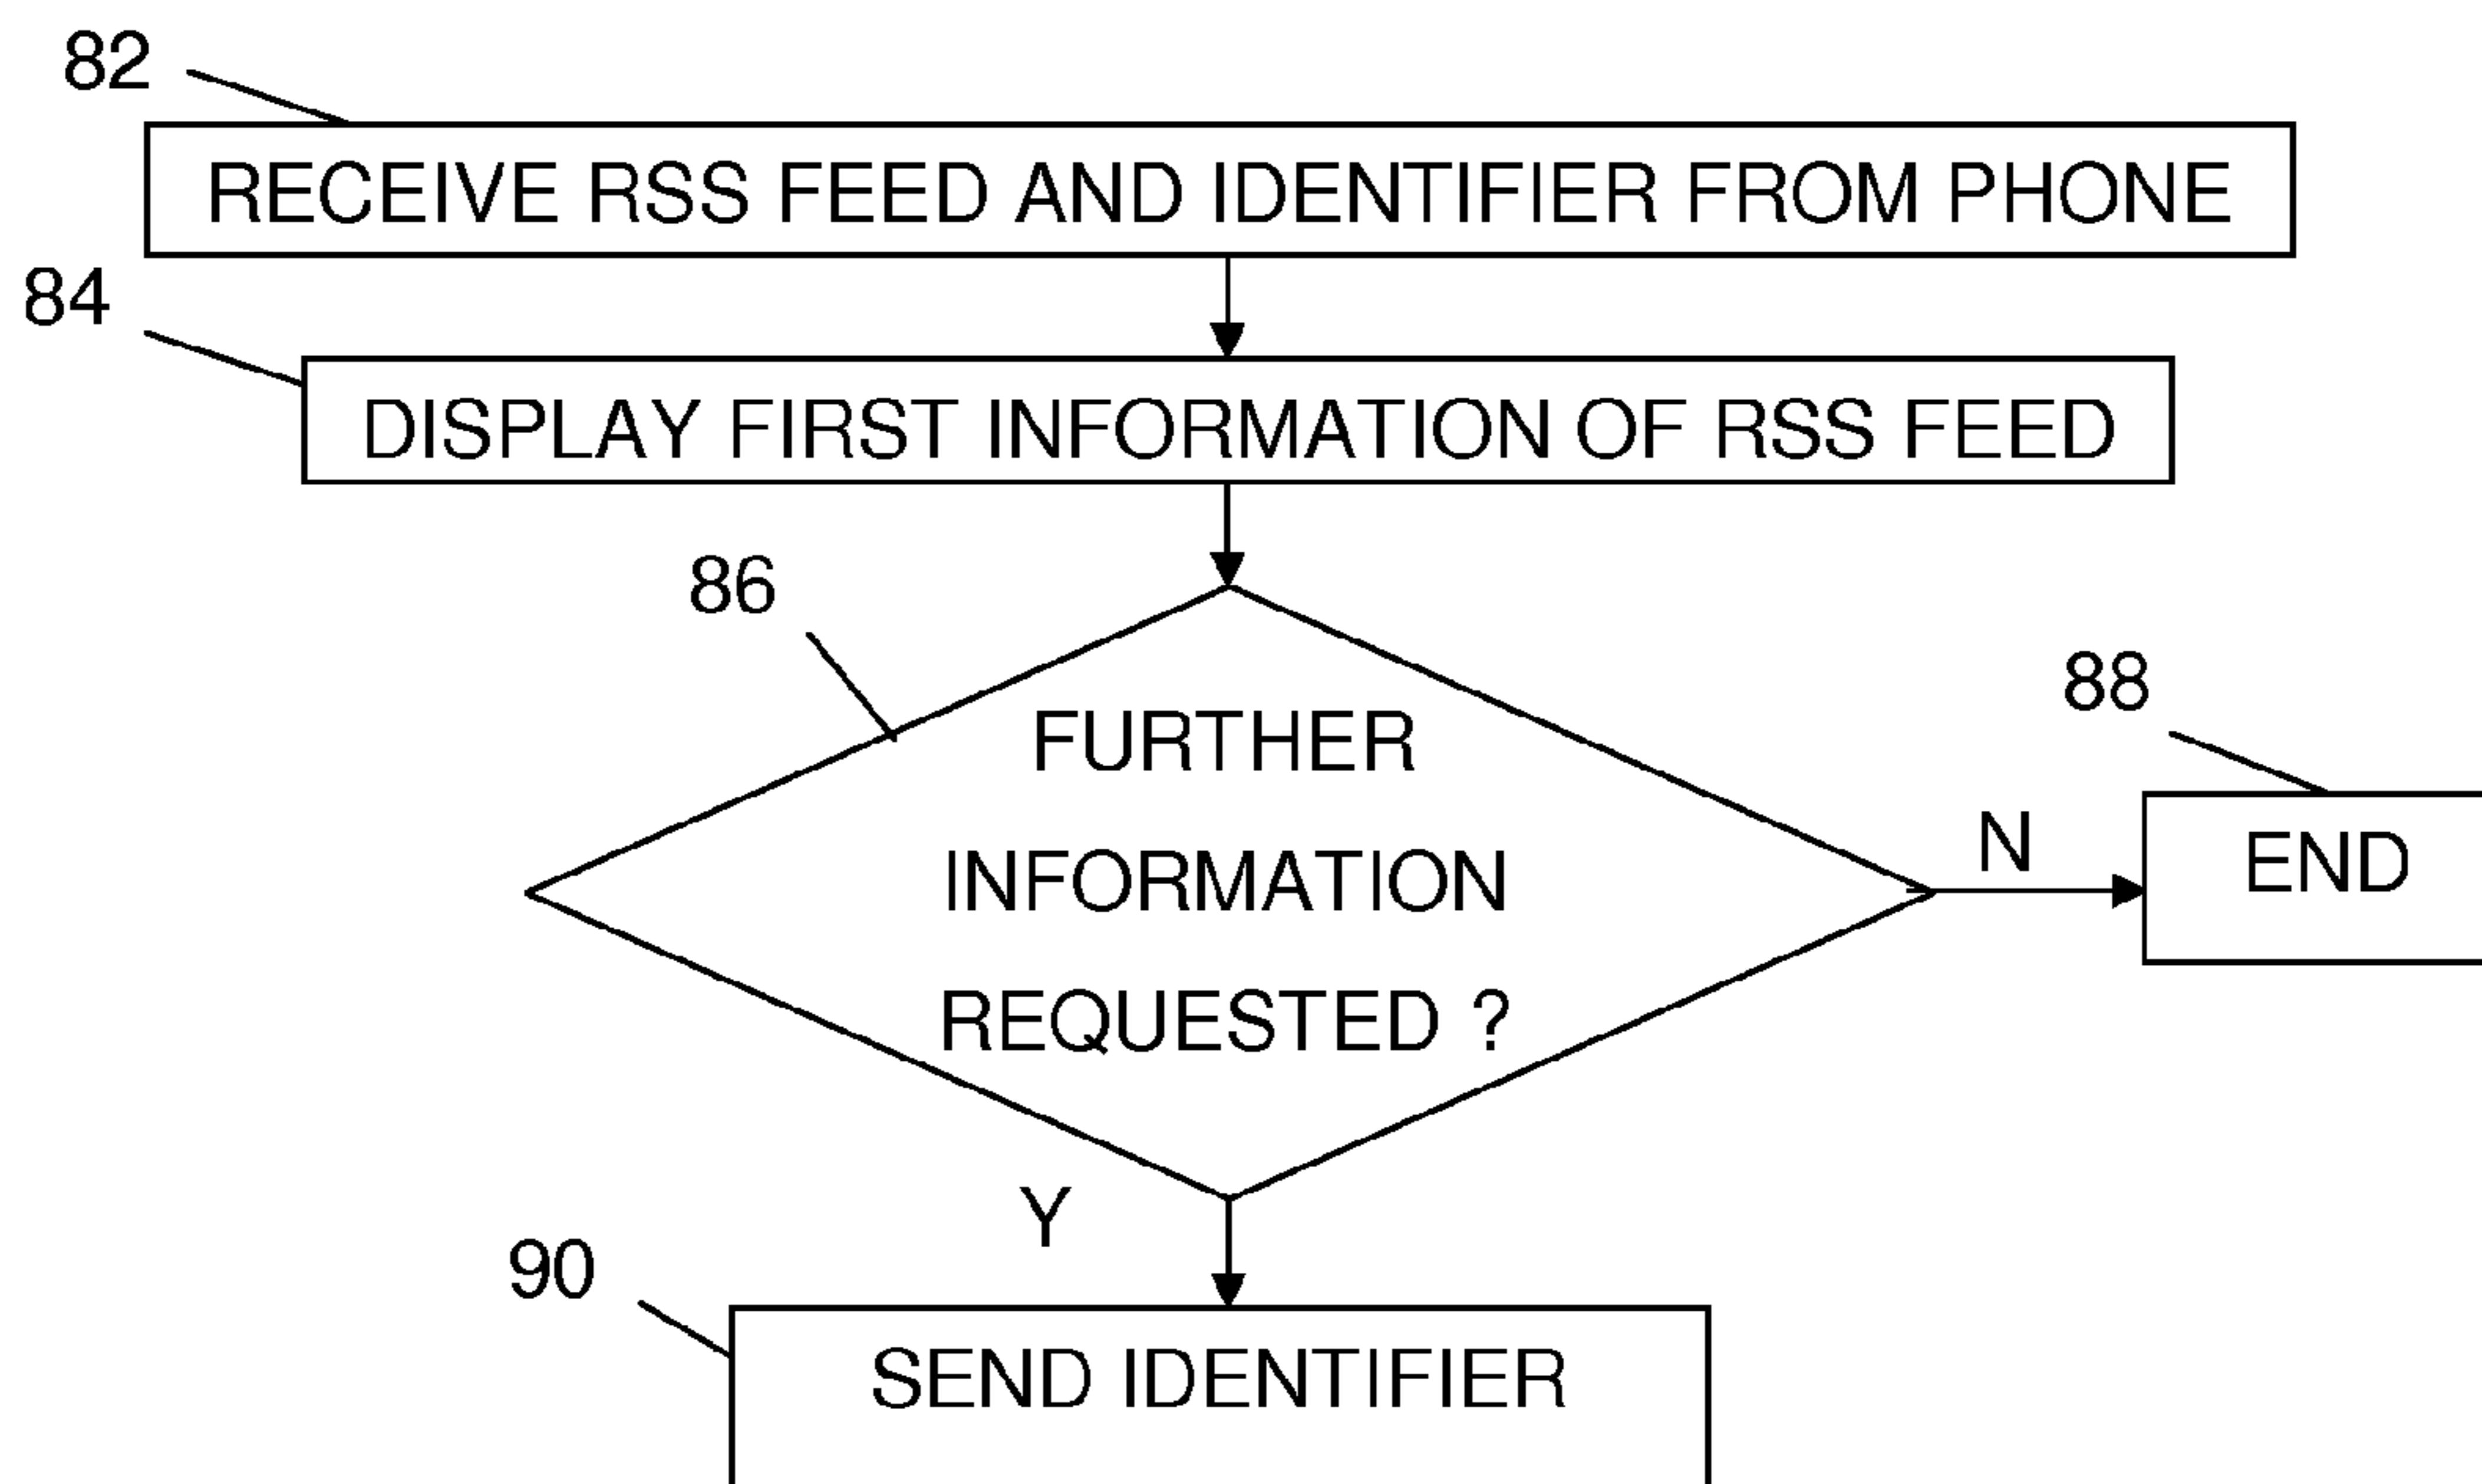 82
RECEIVE RSS FEED AND IDENTIFIER FROM PHONE
84
DISPLAY FIRST INFORMATION OF RSS FEED
86
FURTHER
INFORMATION
REQUESTED ?
88
N
END
Y
90
SEND IDENTIFIER